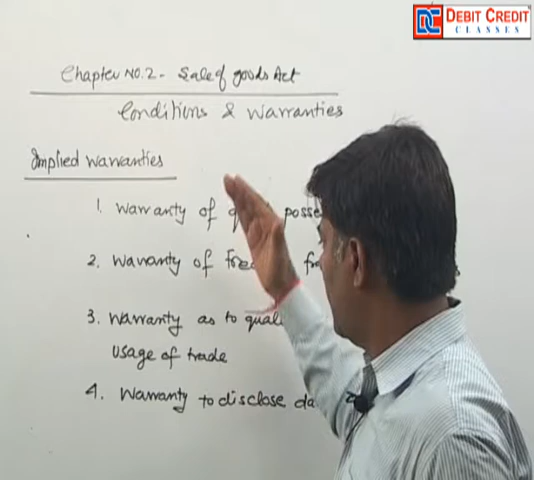 DC DEBIT CREDIT
CLASSES
Chapter No. 2 - Sale of goods Act
Conditions & Warranties
Implied Warranties
1. Warranty of
2. Warranty of
3. Warranty as to
usage of trade
4. Warranty to disclose